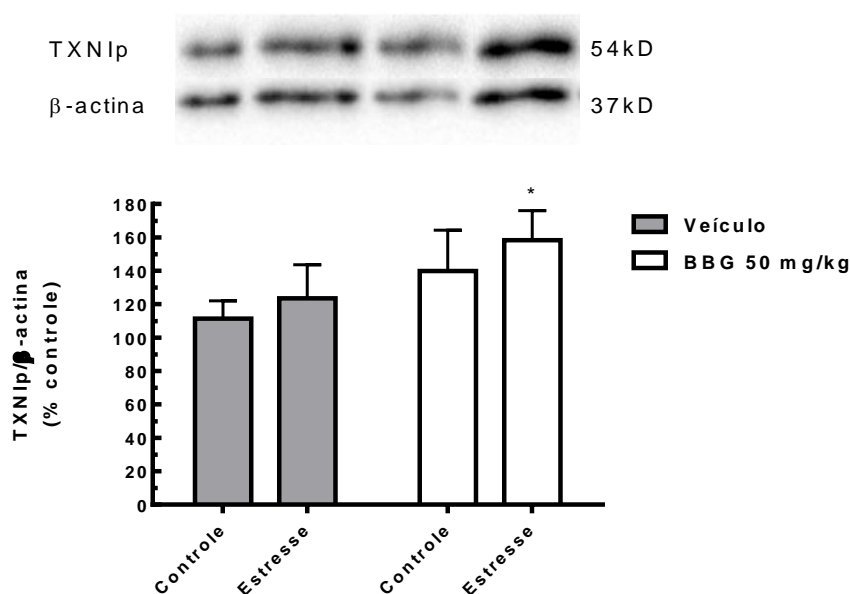 TXNIp 54kD
β-actina 37kD
*
180
160
140
120
100
80
60
40
20
0
TXNIp/β-actina
(% controle)
Controle
Estresse
Controle
Estresse
Veículo
BBG 50 mg/kg